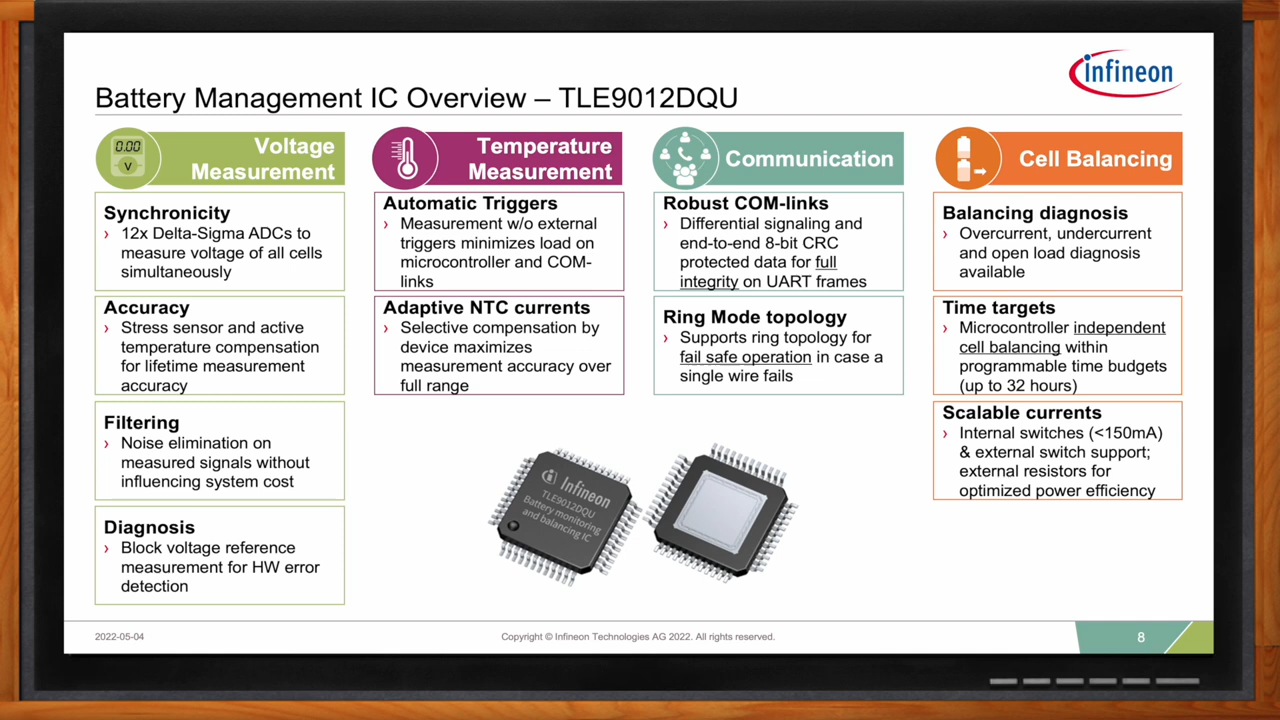 infineon
Battery Management IC Overview – TLE9012DQU
0.00
V
Voltage
Measurement
Synchronicity
› 12x Delta-Sigma ADCs to
measure voltage of all cells
simultaneously
Accuracy
› Stress sensor and active
temperature compensation
for lifetime measurement
accuracy
Filtering
› Noise elimination on
measured signals without
influencing system cost
Diagnosis
› Block voltage reference
measurement for HW error
detection
Temperature
Measurement
Automatic Triggers
› Measurement w/o external
triggers minimizes load on
microcontroller and COM-
links
Adaptive NTC currents
› Selective compensation by
device maximizes
measurement accuracy over
full range
Communication
Robust COM-links
› Differential signaling and
end-to-end 8-bit CRC
protected data for full
integrity on UART frames
Ring Mode topology
› Supports ring topology for
fail safe operation in case a
single wire fails
Cell Balancing
Balancing diagnosis
› Overcurrent, undercurrent
and open load diagnosis
available
Time targets
› Microcontroller independent
cell balancing within
programmable time budgets
(up to 32 hours)
Scalable currents
› Internal switches (<150mA)
& external switch support;
external resistors for
optimized power efficiency
Infineon
TLE9012DQU
Battery monitoring
and balancing IC
2022-05-04
Copyright © Infineon Technologies AG 2022. All rights reserved.
8